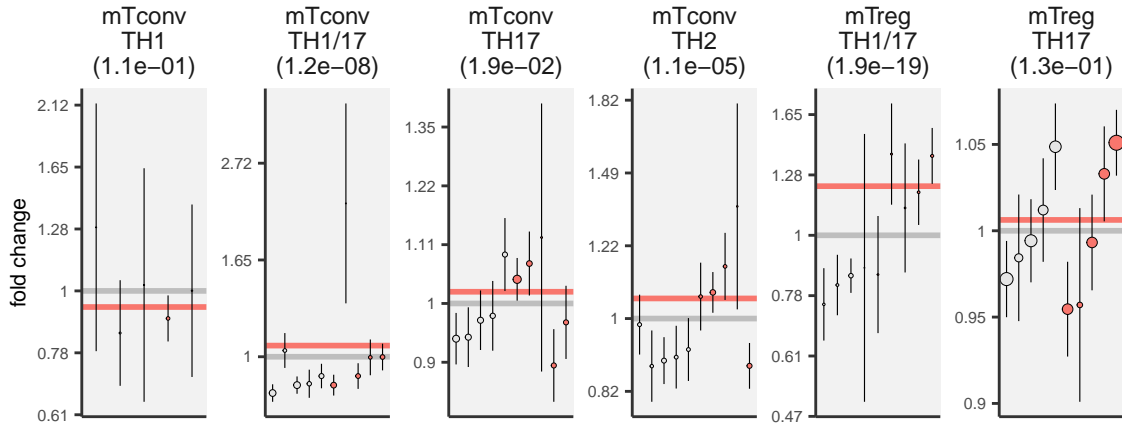 mTconv
TH1
(1.1e−01)
mTconv
TH1/17
(1.2e−08)
mTconv
TH17
(1.9e−02)
mTconv
TH2
(1.1e−05)
mTreg
TH1/17
(1.9e−19)
mTreg
TH17
(1.3e−01)
fold change
2.12
1.65
1.28
1
0.78
0.61
2.72
1.65
1
1.35
1.22
1.11
1
0.9
1.82
1.49
1.22
1
0.82
1.65
1.28
1
0.78
0.61
0.47
1.05
1
0.95
0.9